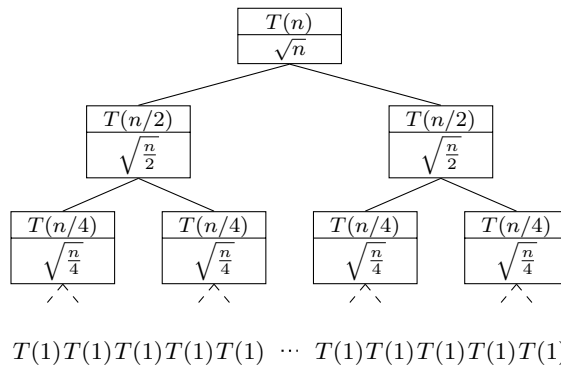 T(n)
√n
T(n/2) T(n/2)
√(n/2) √(n/2)
T(n/4) T(n/4) T(n/4) T(n/4)
√(n/4) √(n/4) √(n/4) √(n/4)
T(1)T(1)T(1)T(1)T(1) ⋯ T(1)T(1)T(1)T(1)T(1)